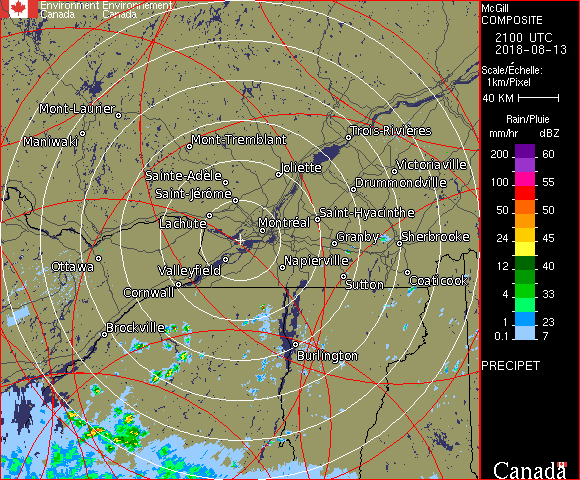 Environment Environnement
Canada Canada
McGill
COMPOSITE
2100 UTC
2018-08-13
Scale/Échelle:
1km/Pixel
40 KM
Rain/Pluie
mm/hr dBZ
200 60
150 57
100 55
50 50
24 45
12 40
4 33
1 23
0.1 7
PRECIPET
Canada
Mont-Laurier
Maniwaki
Mont-Tremblant
Trois-Rivières
Joliette
Victoriaville
Sainte-Adèle
Drummondville
Saint-Jérôme
Lachute
Saint-Hyacinthe
Montréal
Granby
Sherbrooke
Ottawa
Valleyfield
Napierville
Cornwall
Sutton
Coaticook
Brockville
Burlington